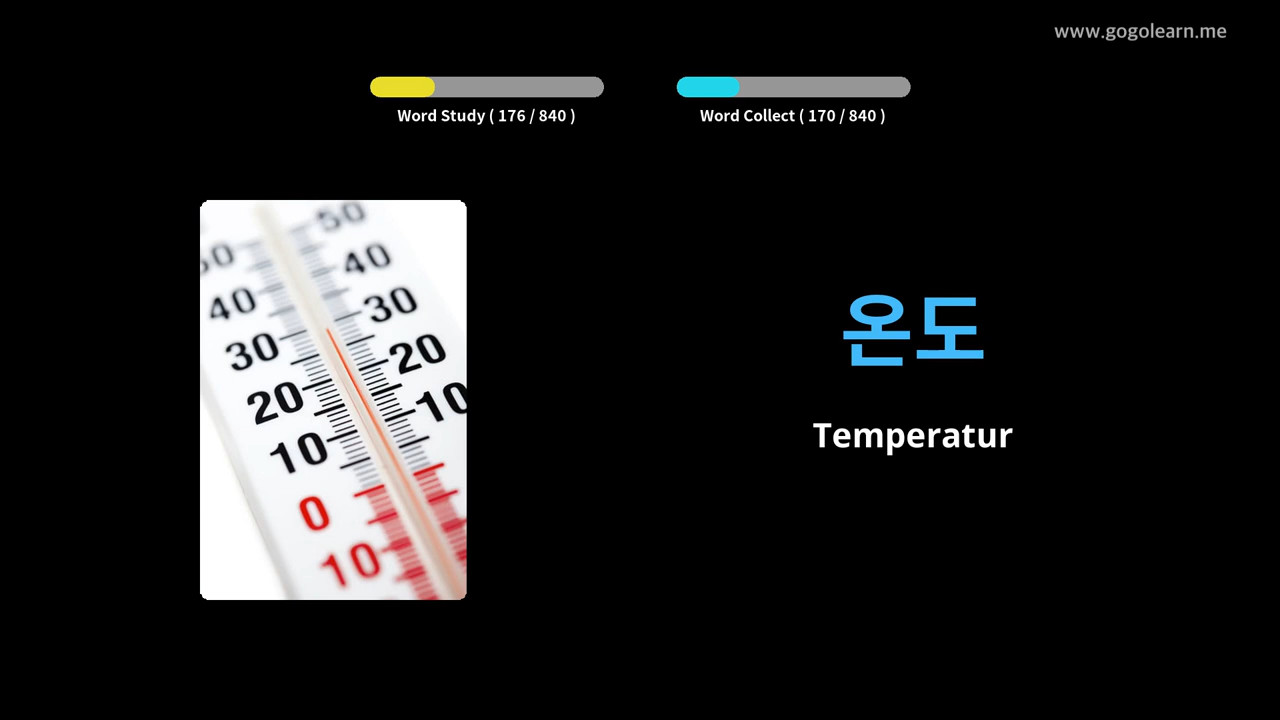 www.gogolearn.me
Word Study ( 176 / 840 )
Word Collect ( 170 / 840 )
50
50
40
40
30
30
20
20
10
10
0
10
온도
Temperatur